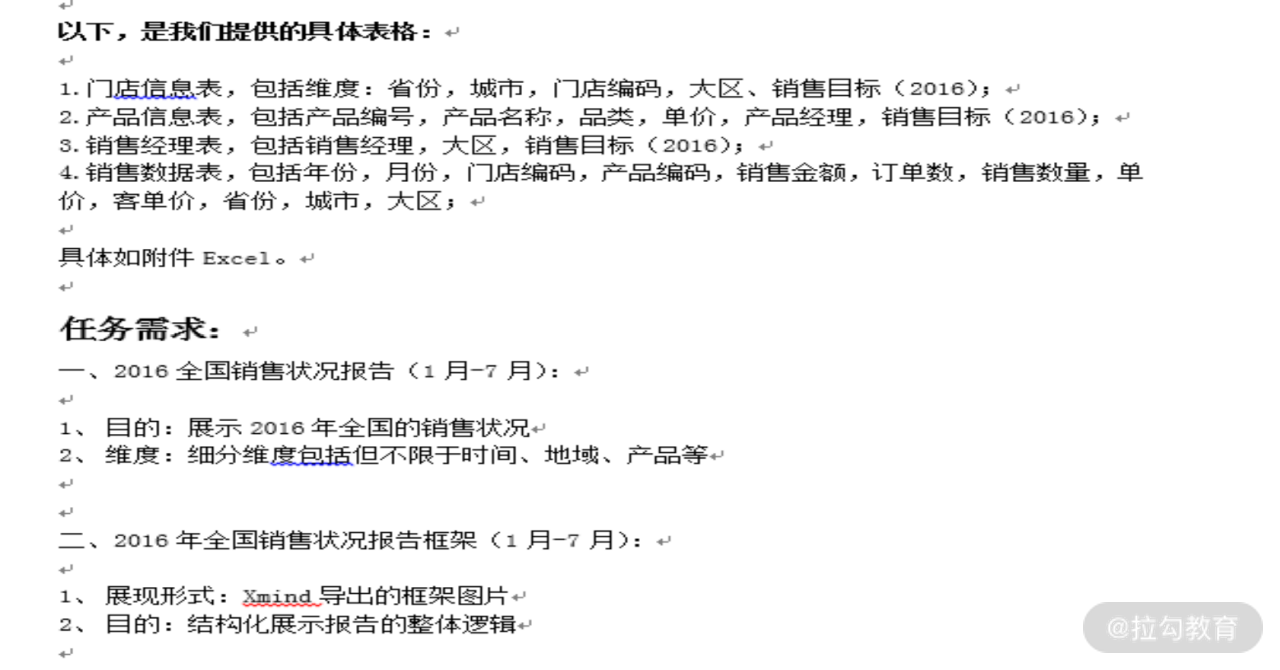 以下，是我们提供的具体表格：
1.门店信息表，包括维度：省份，城市，门店编码，大区、销售目标（2016）；
2.产品信息表，包括产品编号，产品名称，品类，单价，产品经理，销售目标（2016）；
3.销售经理表，包括销售经理，大区，销售目标（2016）；
4.销售数据表，包括年份，月份，门店编码，产品编码，销售金额，订单数，销售数量，单
价，客单价，省份，城市，大区；
具体如附件 Excel。
任务需求：
一、2016 全国销售状况报告（1 月-7 月）：
1、 目的：展示 2016 年全国的销售状况
2、 维度：细分维度包括但不限于时间、地域、产品等
二、2016 年全国销售状况报告框架（1 月-7 月）：
1、 展现形式：Xmind 导出的框架图片
2、 目的：结构化展示报告的整体逻辑
@拉勾教育